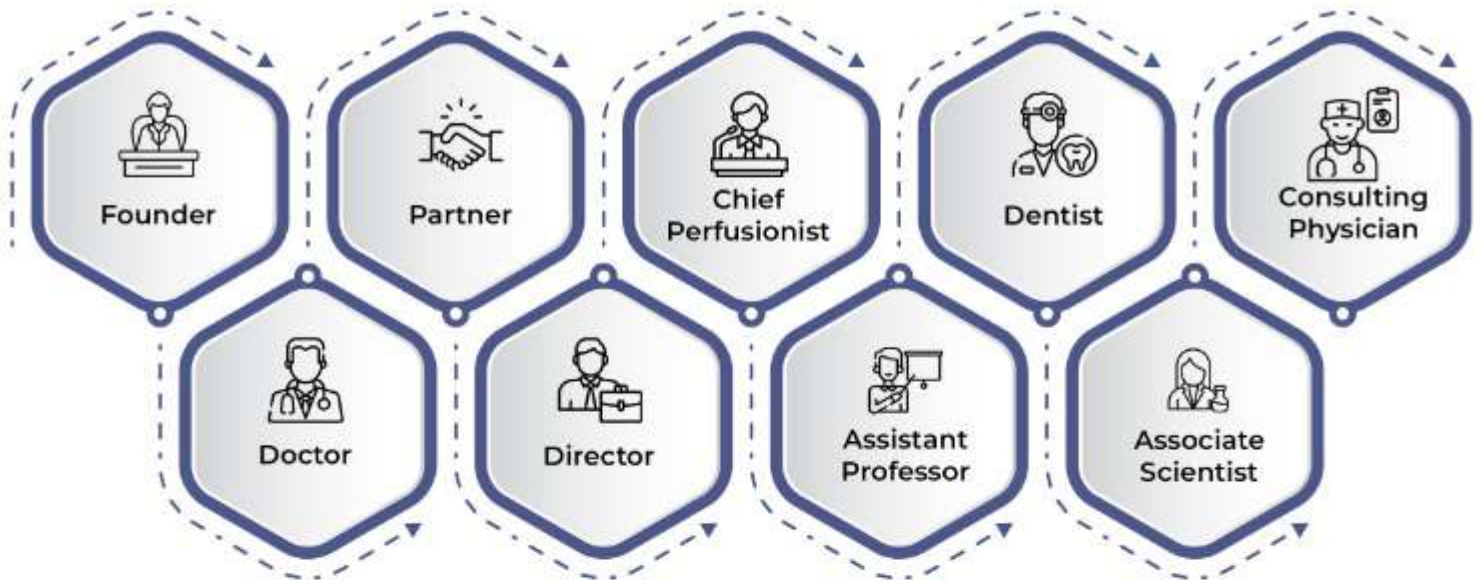 Founder
Partner
Chief
Perfusionist
Dentist
Consulting
Physician
Doctor
Director
Assistant
Professor
Associate
Scientist